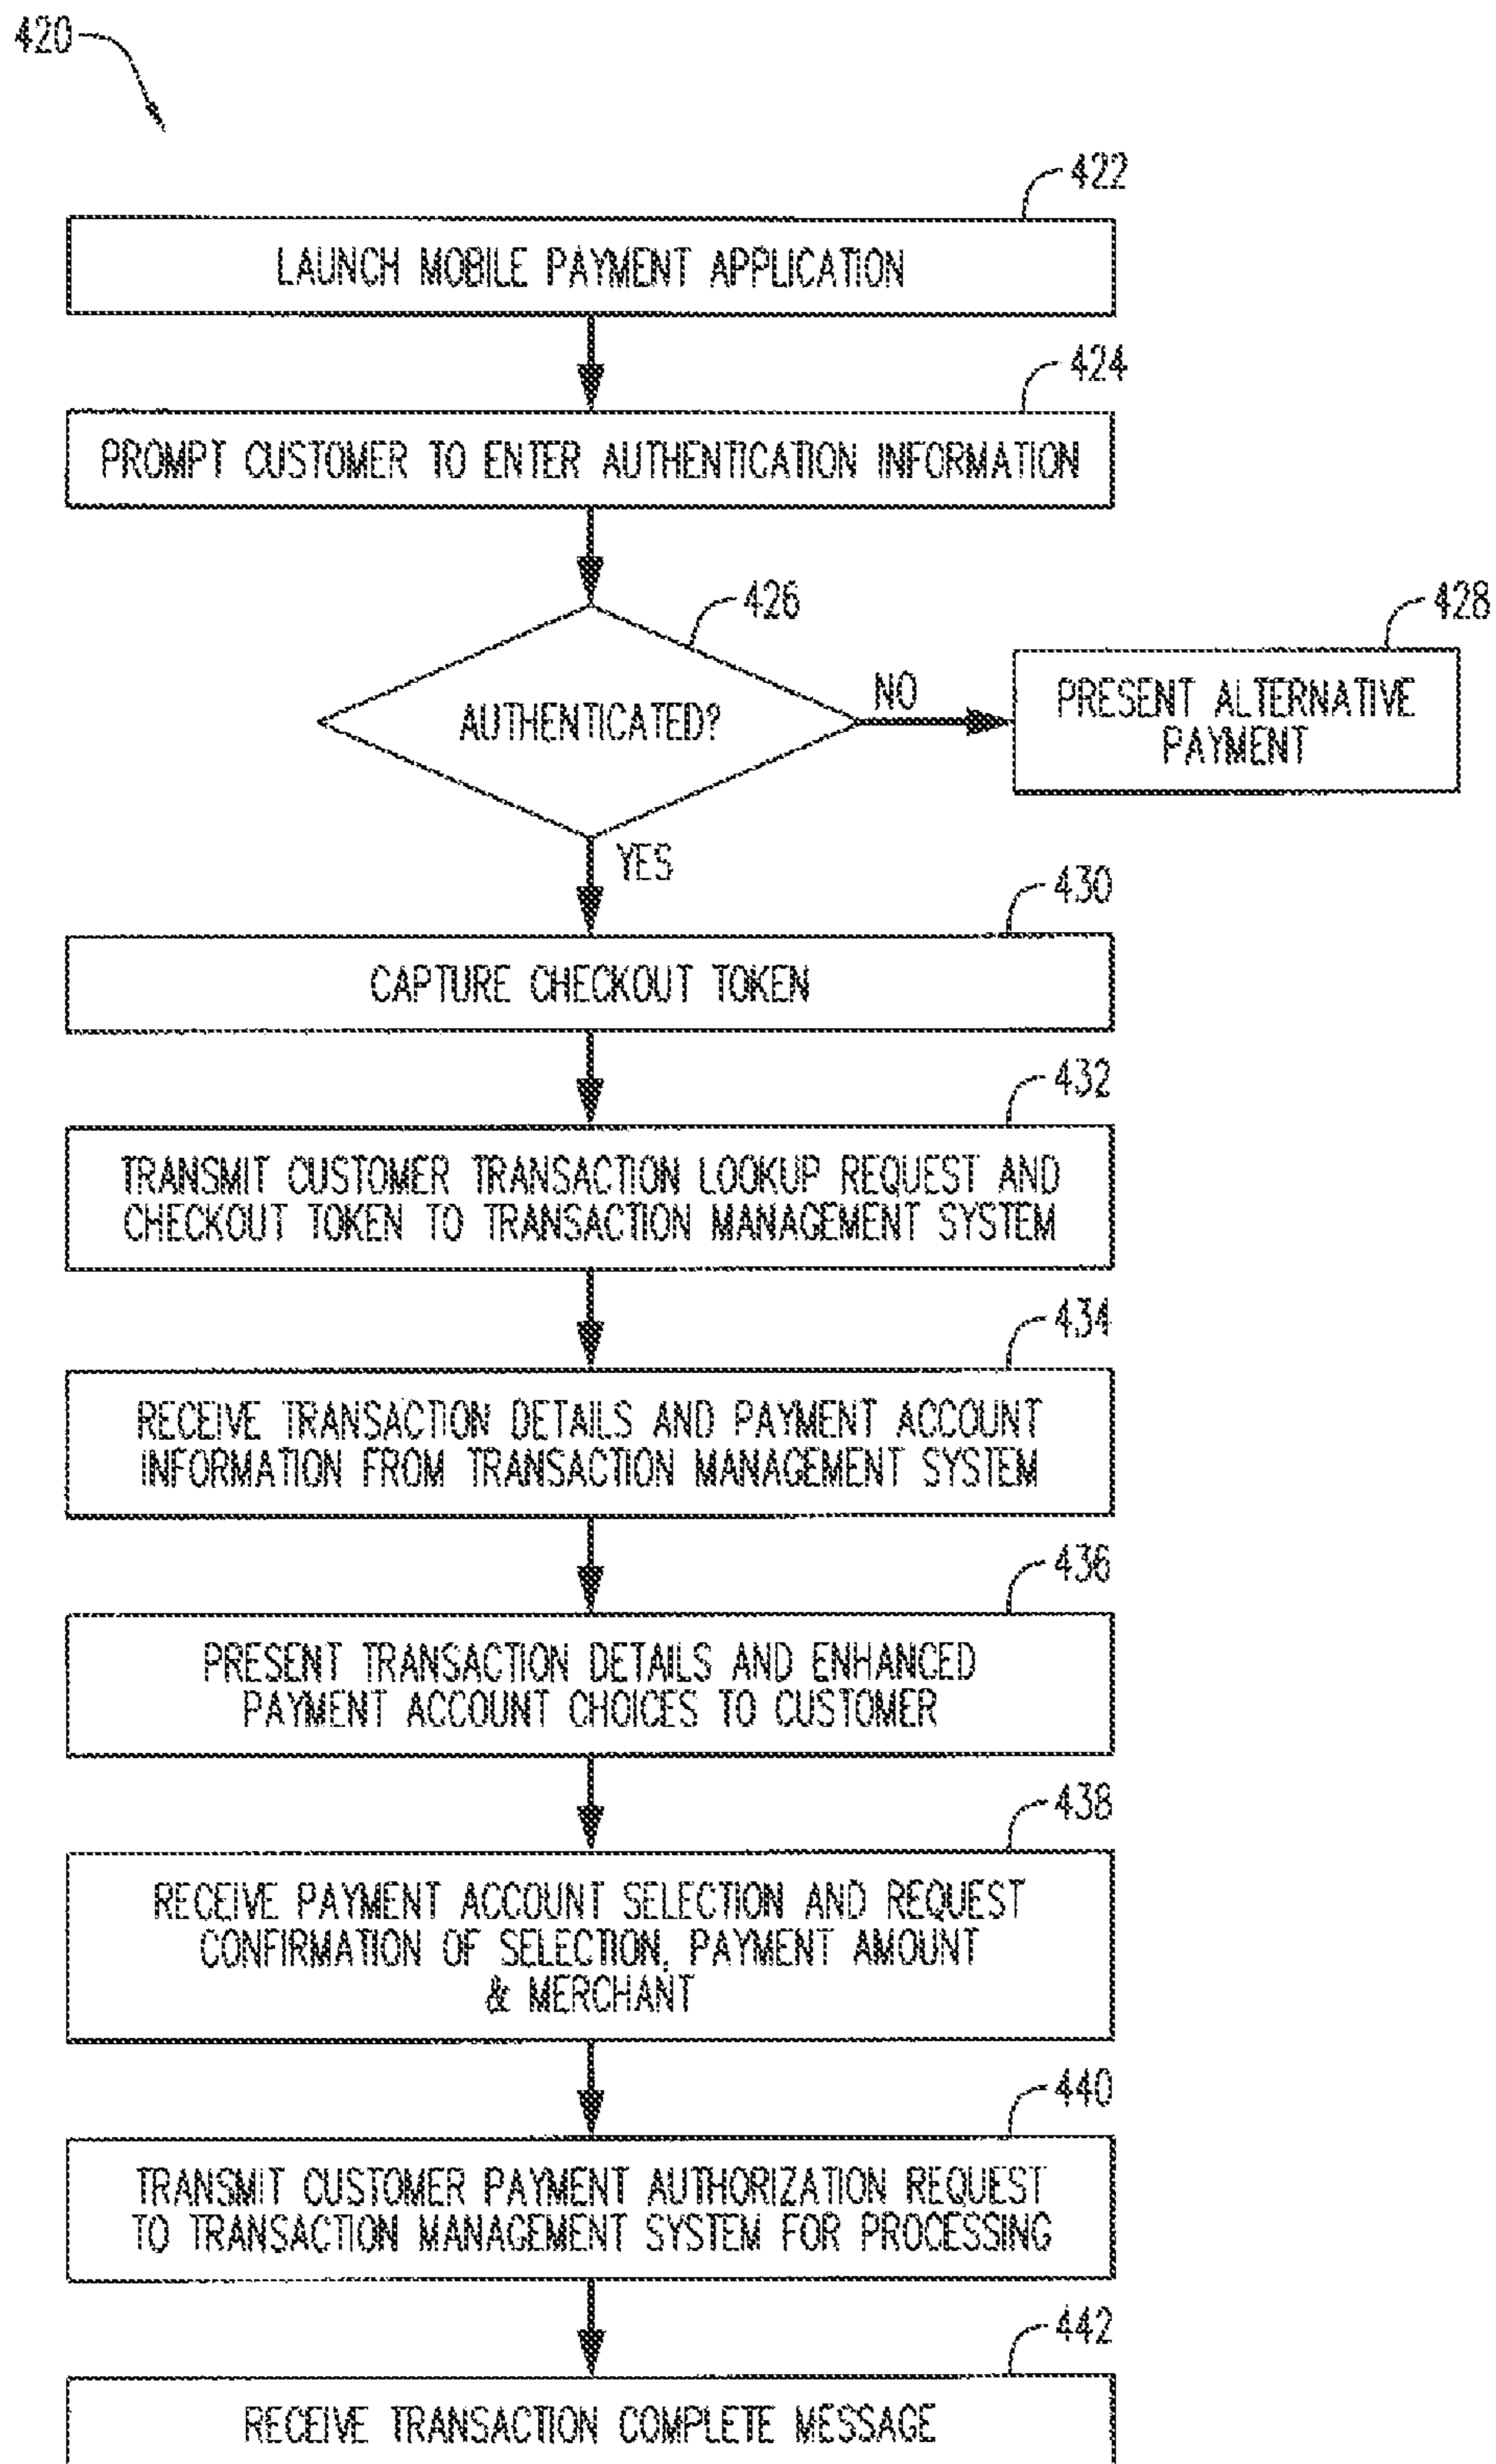 420
422
LAUNCH MOBILE PAYMENT APPLICATION
424
PROMPT CUSTOMER TO ENTER AUTHENTICATION INFORMATION
426
428
AUTHENTICATED?
NO
PRESENT ALTERNATIVE
PAYMENT
YES
430
CAPTURE CHECKOUT TOKEN
432
TRANSMIT CUSTOMER TRANSACTION LOOKUP REQUEST AND
CHECKOUT TOKEN TO TRANSACTION MANAGEMENT SYSTEM
434
RECEIVE TRANSACTION DETAILS AND PAYMENT ACCOUNT
INFORMATION FROM TRANSACTION MANAGEMENT SYSTEM
436
PRESENT TRANSACTION DETAILS AND ENHANCED
PAYMENT ACCOUNT CHOICES TO CUSTOMER
438
RECEIVE PAYMENT ACCOUNT SELECTION AND REQUEST
CONFIRMATION OF SELECTION, PAYMENT AMOUNT
& MERCHANT
440
TRANSMIT CUSTOMER PAYMENT AUTHORIZATION REQUEST
TO TRANSACTION MANAGEMENT SYSTEM FOR PROCESSING
442
RECEIVE TRANSACTION COMPLETE MESSAGE